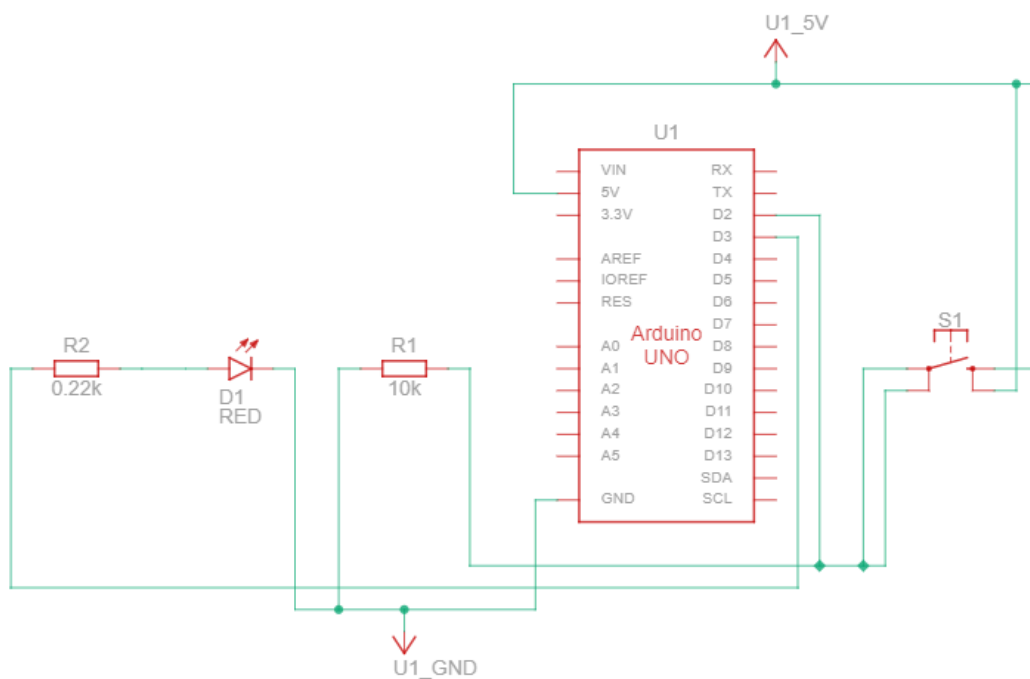 U1_5V
U1
VIN
5V
3.3V
AREF
IOREF
RES
A0
A1
A2
A3
A4
A5
GND
RX
TX
D2
D3
D4
D5
D6
D7
D8
D9
D10
D11
D12
D13
SDA
SCL
Arduino
UNO
S1
R2
0.22k
D1
RED
R1
10k
U1_GND